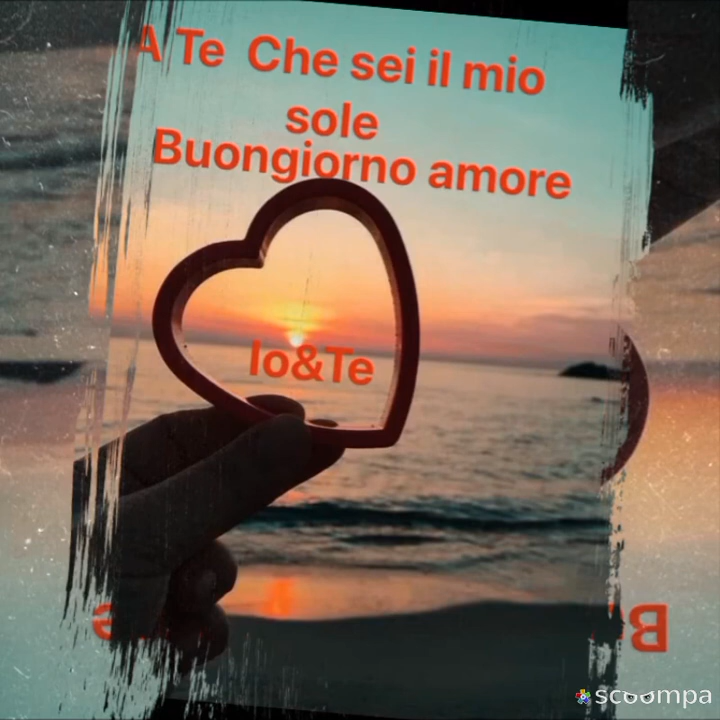 A Te Che sei il mio
sole
Buongiorno amore
Io&Te
scoompa